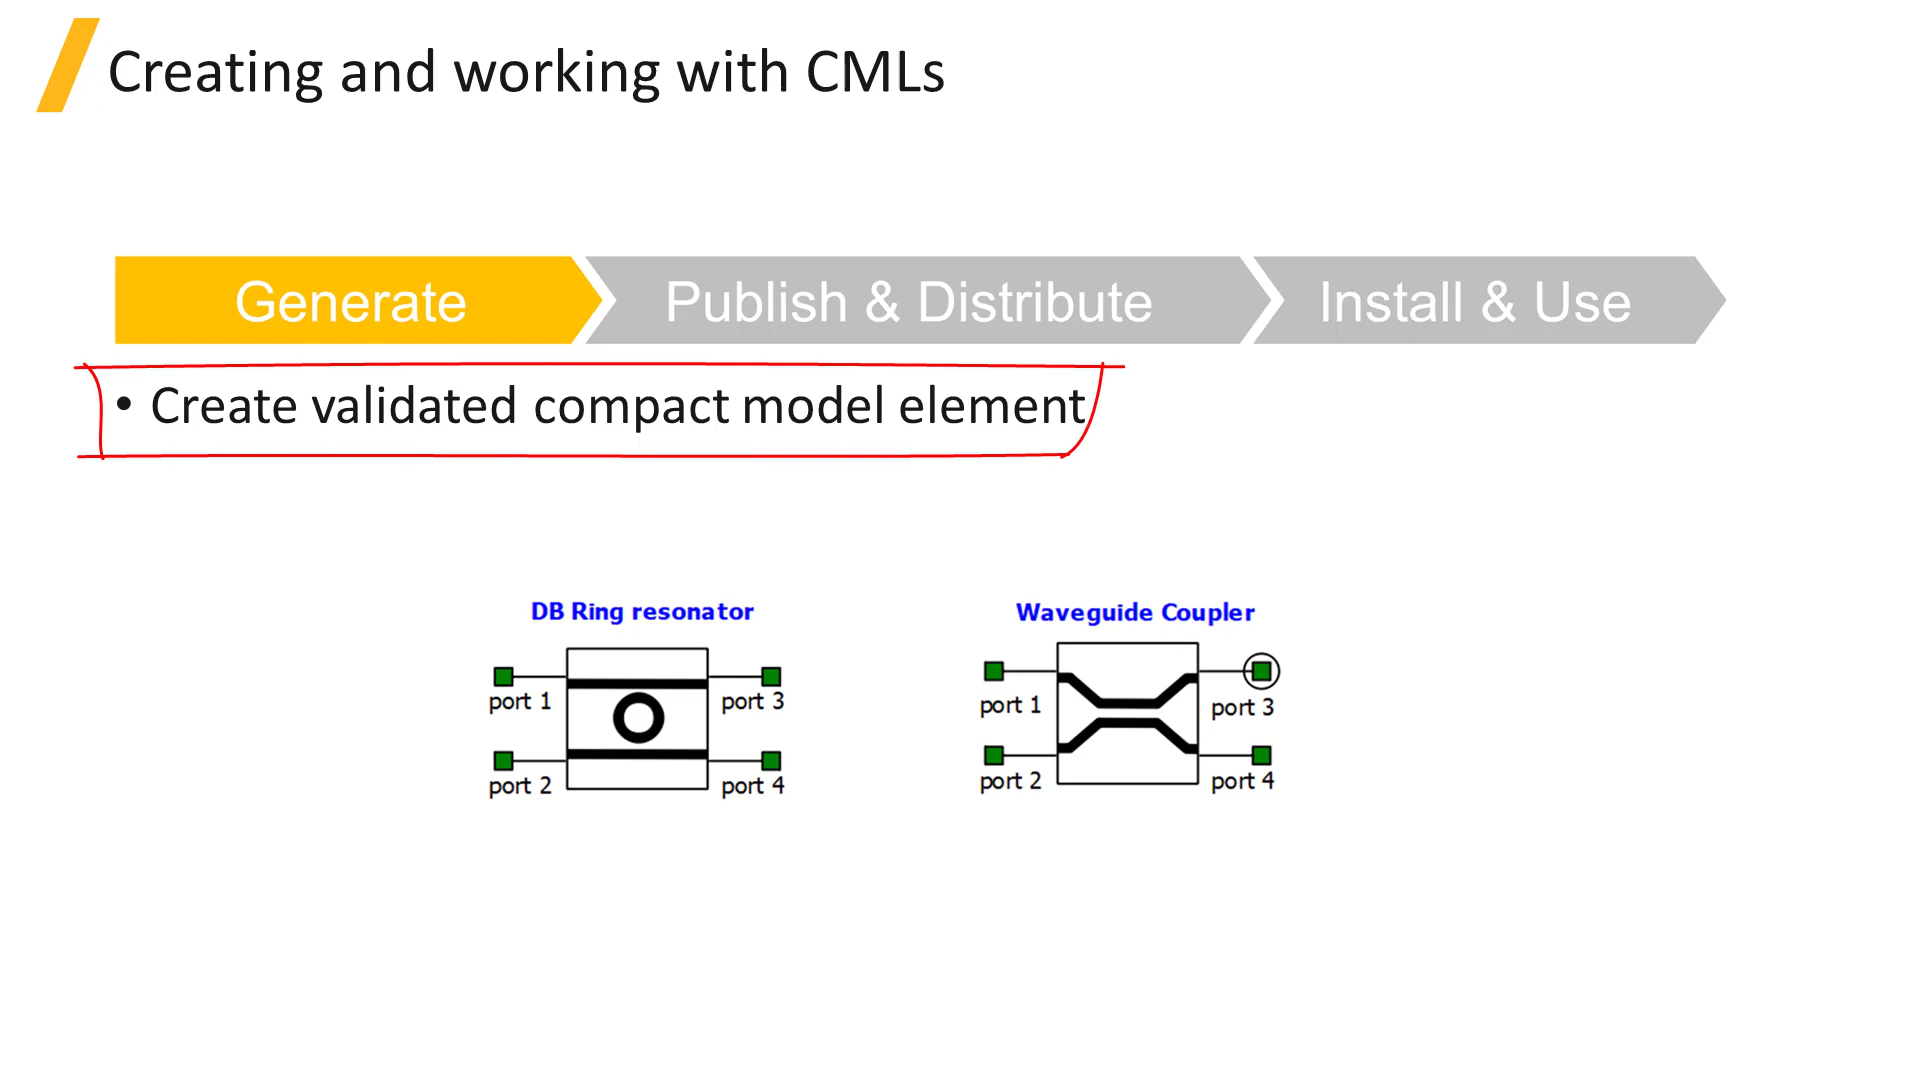 Creating and working with CMLs
Generate
Publish & Distribute
Install & Use
• Create validated compact model element
DB Ring resonator
port 1
port 3
port 2
port 4
Waveguide Coupler
port 1
port 3
port 2
port 4